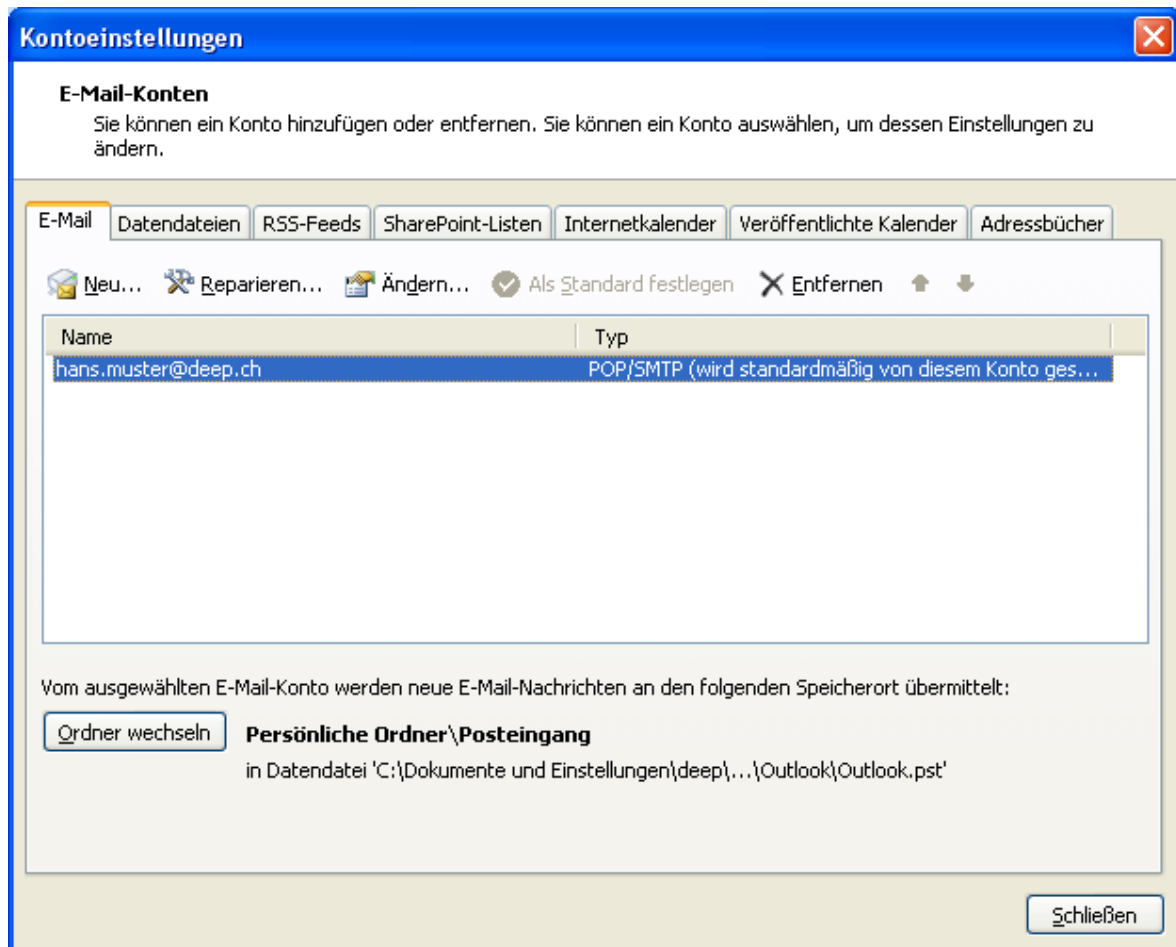 Kontoeinstellungen
E-Mail-Konten
Sie können ein Konto hinzufügen oder entfernen. Sie können ein Konto auswählen, um dessen Einstellungen zu
ändern.
E-Mail Datendateien RSS-Feeds SharePoint-Listen Internetkalender Veröffentlichte Kalender Adressbücher
Neu... Reparieren... Ändern... Als Standard festlegen Entfernen
Name Typ
hans.muster@deep.ch POP/SMTP (wird standardmäßig von diesem Konto ges...
Vom ausgewählten E-Mail-Konto werden neue E-Mail-Nachrichten an den folgenden Speicherort übermittelt:
Ordner wechseln Persönliche Ordner\Posteingang
in Datendatei 'C:\Dokumente und Einstellungen\deep\...\Outlook\Outlook.pst'
Schließen